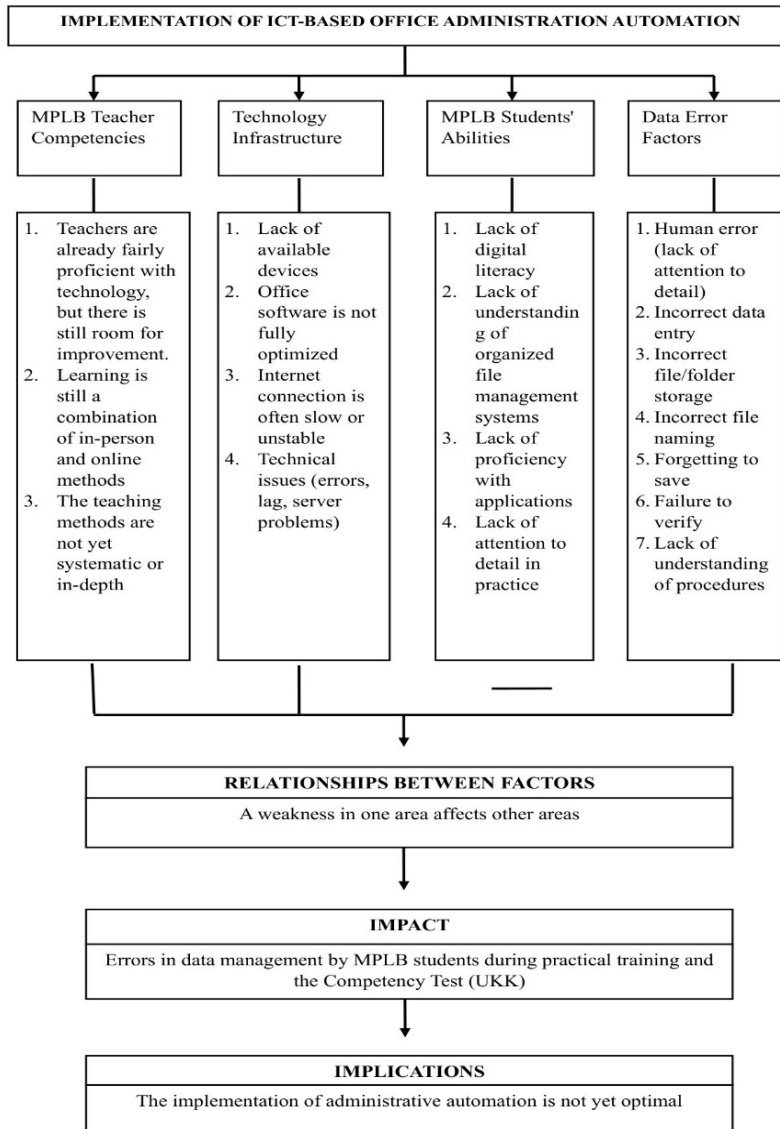 IMPLEMENTATION OF ICT-BASED OFFICE ADMINISTRATION AUTOMATION
MPLB Teacher
Competencies
Technology
Infrastructure
MPLB Students'
Abilities
Data Error
Factors
1. Teachers are
already fairly
proficient with
technology,
but there is
still room for
improvement.
2. Learning is
still a
combination
of in-person
and online
methods
3. The teaching
methods are
not yet
systematic or
in-depth
1. Lack of
available
devices
2. Office
software is not
fully
optimized
3. Internet
connection is
often slow or
unstable
4. Technical
issues (errors,
lag, server
problems)
1. Lack of
digital
literacy
2. Lack of
understandin
g of
organized
file
management
systems
3. Lack of
proficiency
with
applications
4. Lack of
attention to
detail in
practice
1. Human error
(lack of
attention to
detail)
2. Incorrect data
entry
3. Incorrect
file/folder
storage
4. Incorrect file
naming
5. Forgetting to
save
6. Failure to
verify
7. Lack of
understanding
of procedures
RELATIONSHIPS BETWEEN FACTORS
A weakness in one area affects other areas
IMPACT
Errors in data management by MPLB students during practical training and
the Competency Test (UKK)
IMPLICATIONS
The implementation of administrative automation is not yet optimal